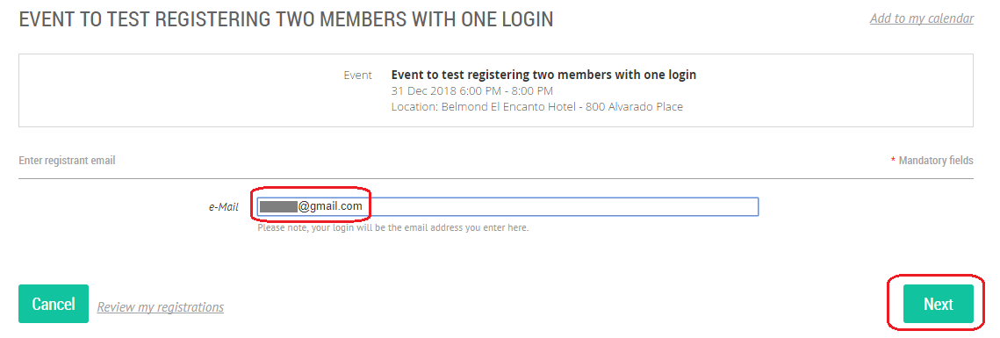 EVENT TO TEST REGISTERING TWO MEMBERS WITH ONE LOGIN
Add to my calendar
Event Event to test registering two members with one login
31 Dec 2018 6:00 PM - 8:00 PM
Location: Belmond El Encanto Hotel - 800 Alvarado Place
Enter registrant email
* Mandatory fields
e-Mail @gmail.com
Please note, your login will be the email address you enter here.
Cancel
Review my registrations
Next